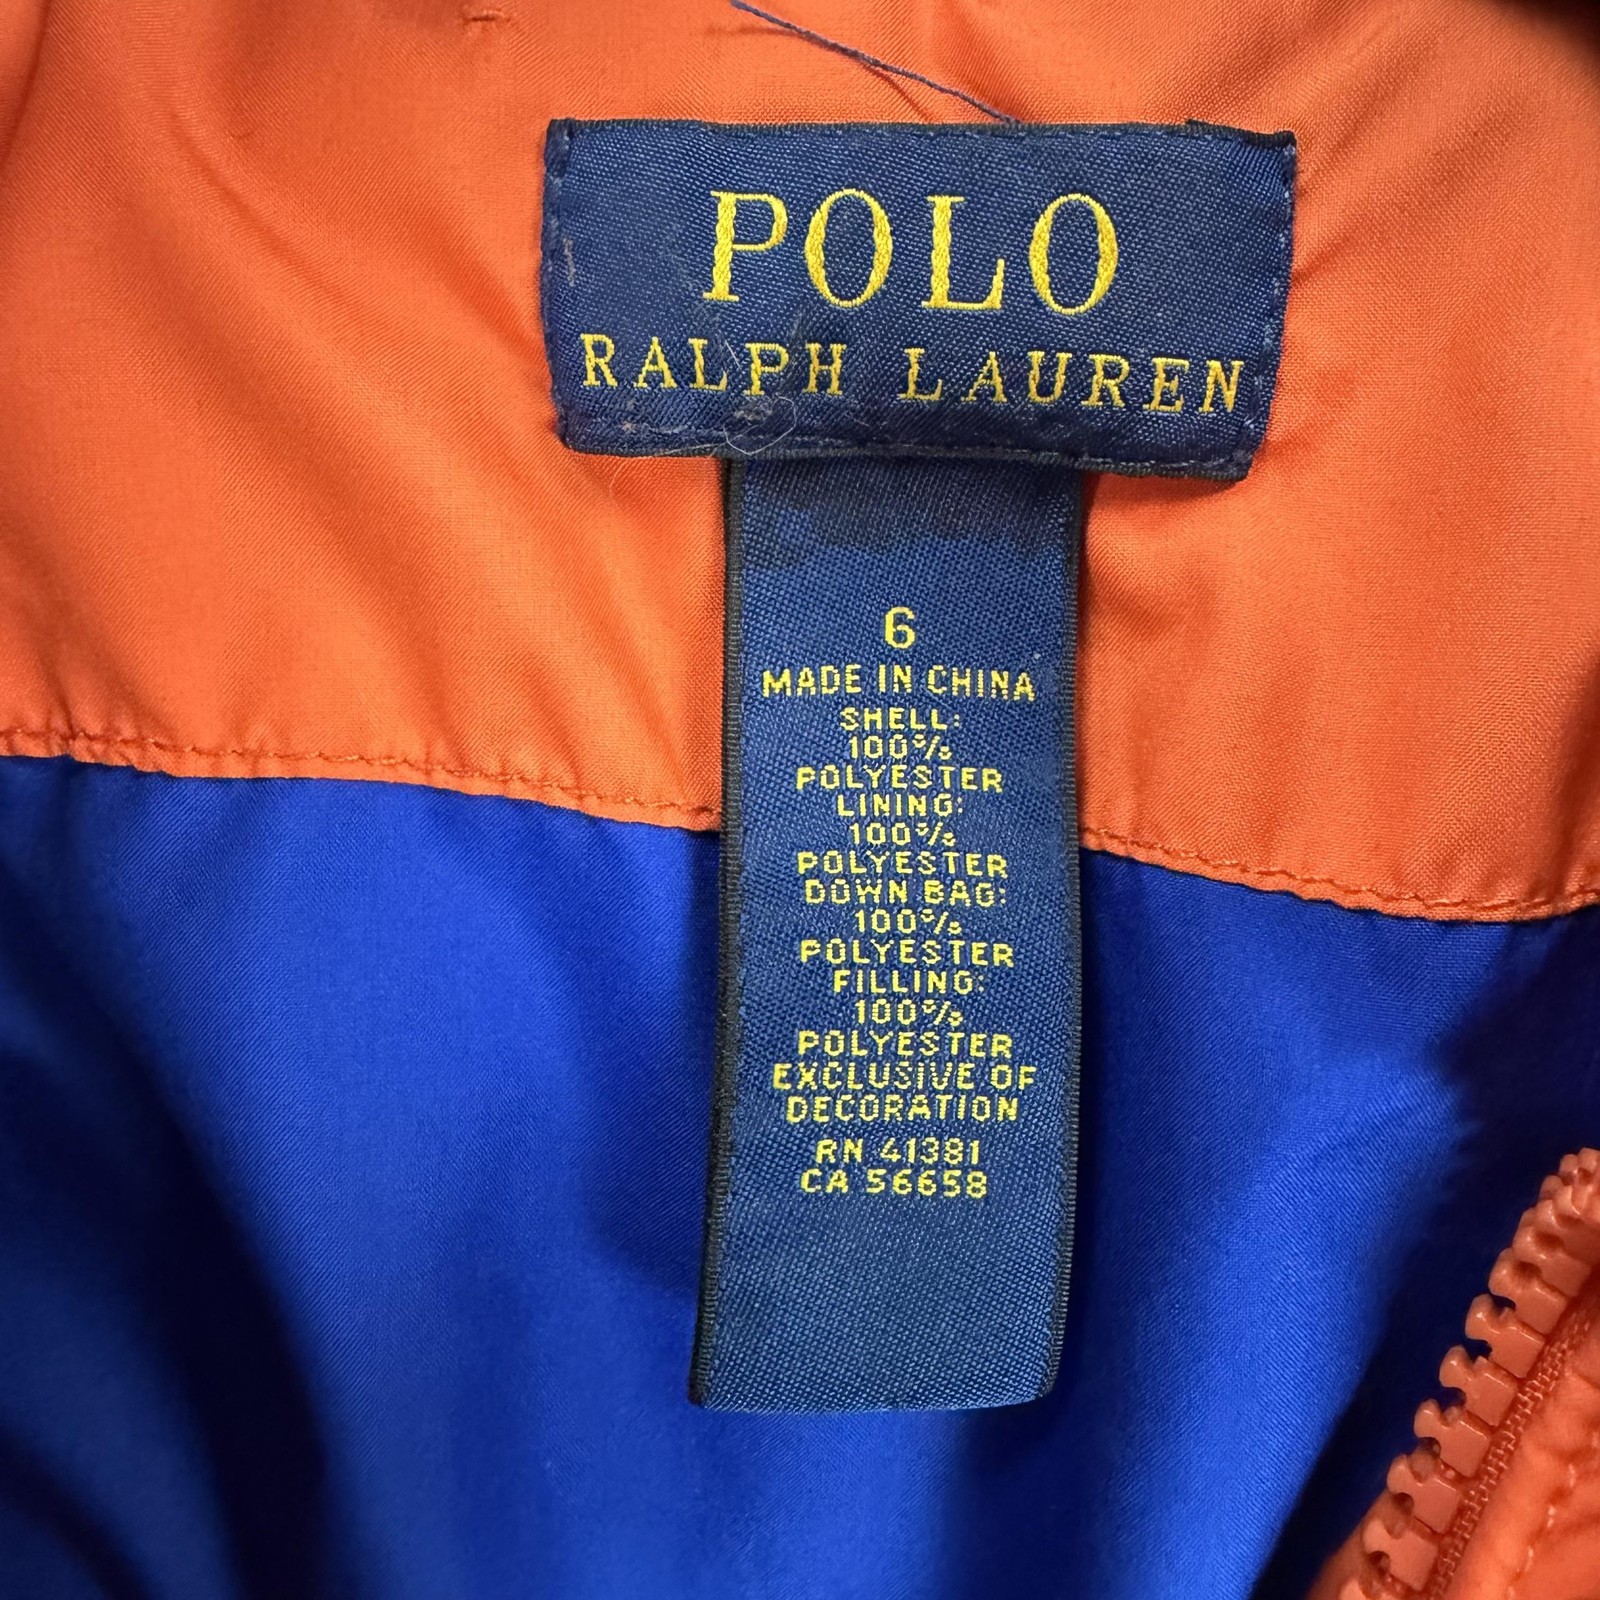 POLO
RALPH LAUREN
6
MADE IN CHINA
SHELL:
100%
POLYESTER
LINING:
100%
POLYESTER
DOWN BAG:
100%
POLYESTER
FILLING:
100%
POLYESTER
EXCLUSIVE OF
DECORATION
RN 41381
CA 56658